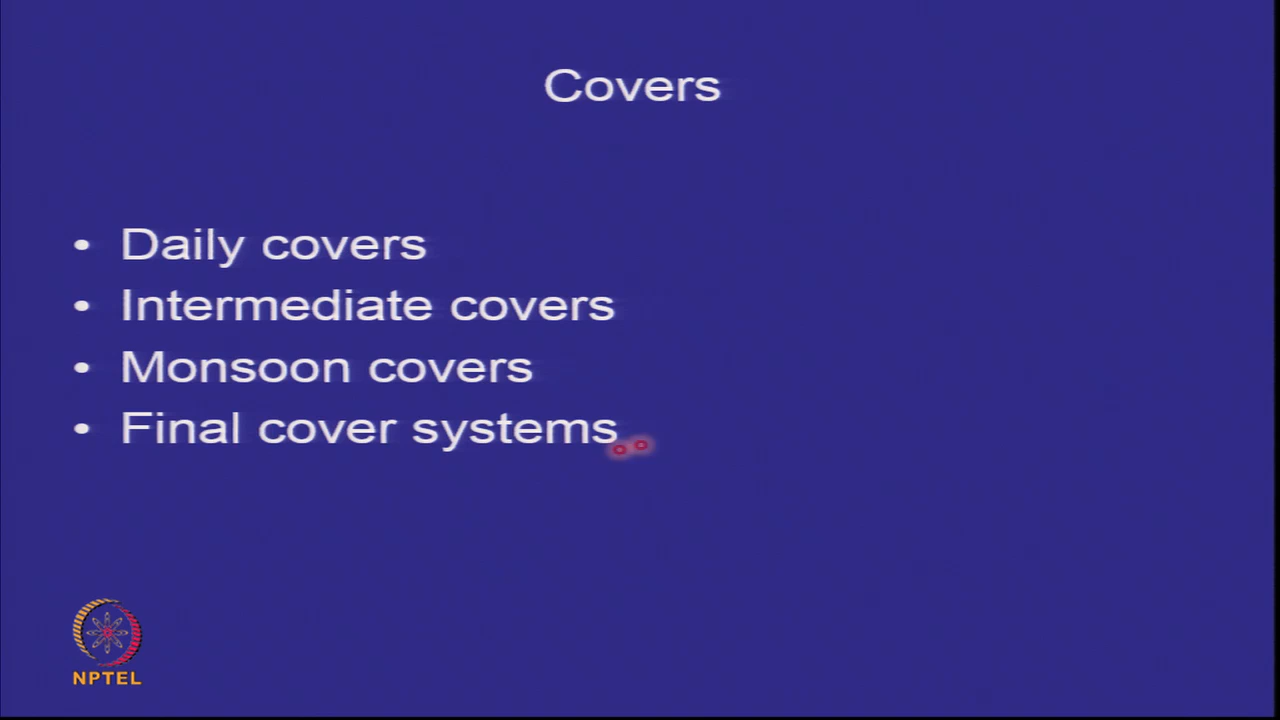 Covers
• Daily covers
• Intermediate covers
• Monsoon covers
• Final cover systems
NPTEL